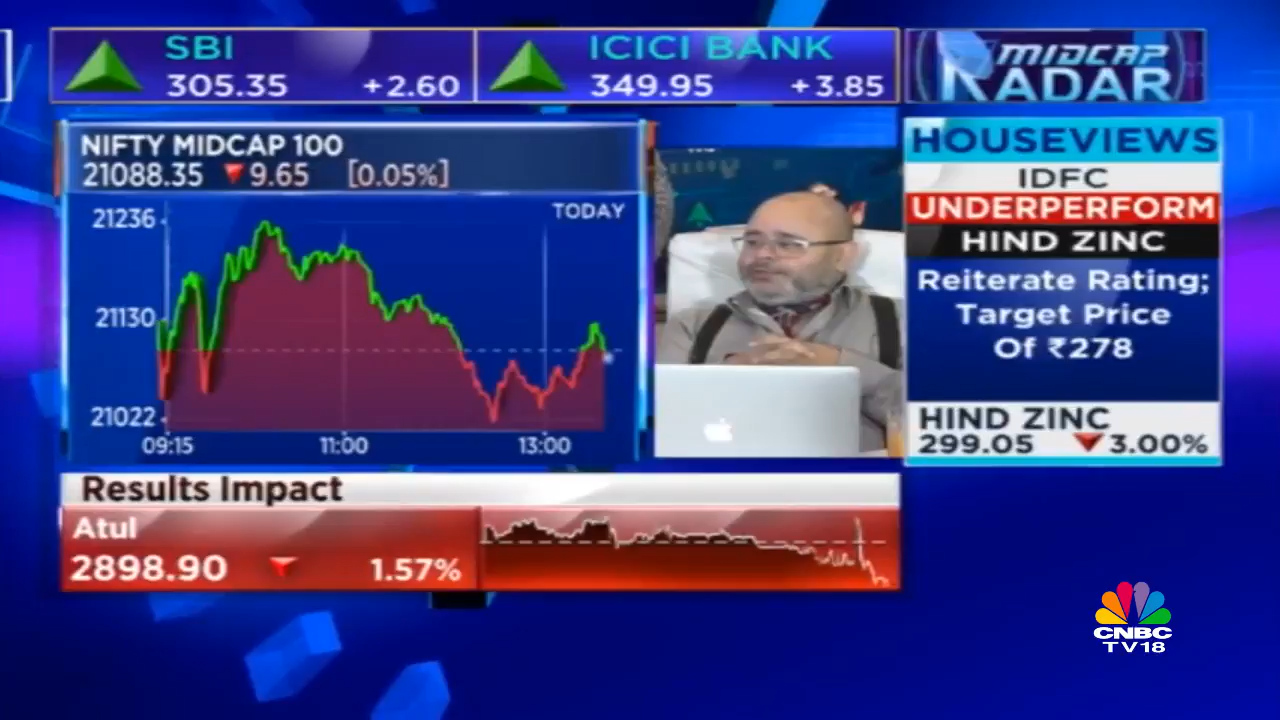 SBI
305.35 +2.60
ICICI BANK
349.95 +3.85
MIDCAP
RADAR
NIFTY MIDCAP 100
21088.35 9.65 [0.05%]
TODAY
21236
21130
21022
09:15 11:00 13:00
HOUSEVIEWS
IDFC
UNDERPERFORM
HIND ZINC
Reiterate Rating;
Target Price
Of ₹278
HIND ZINC
299.05 3.00%
Results Impact
Atul
2898.90 1.57%
CNBC
TV18